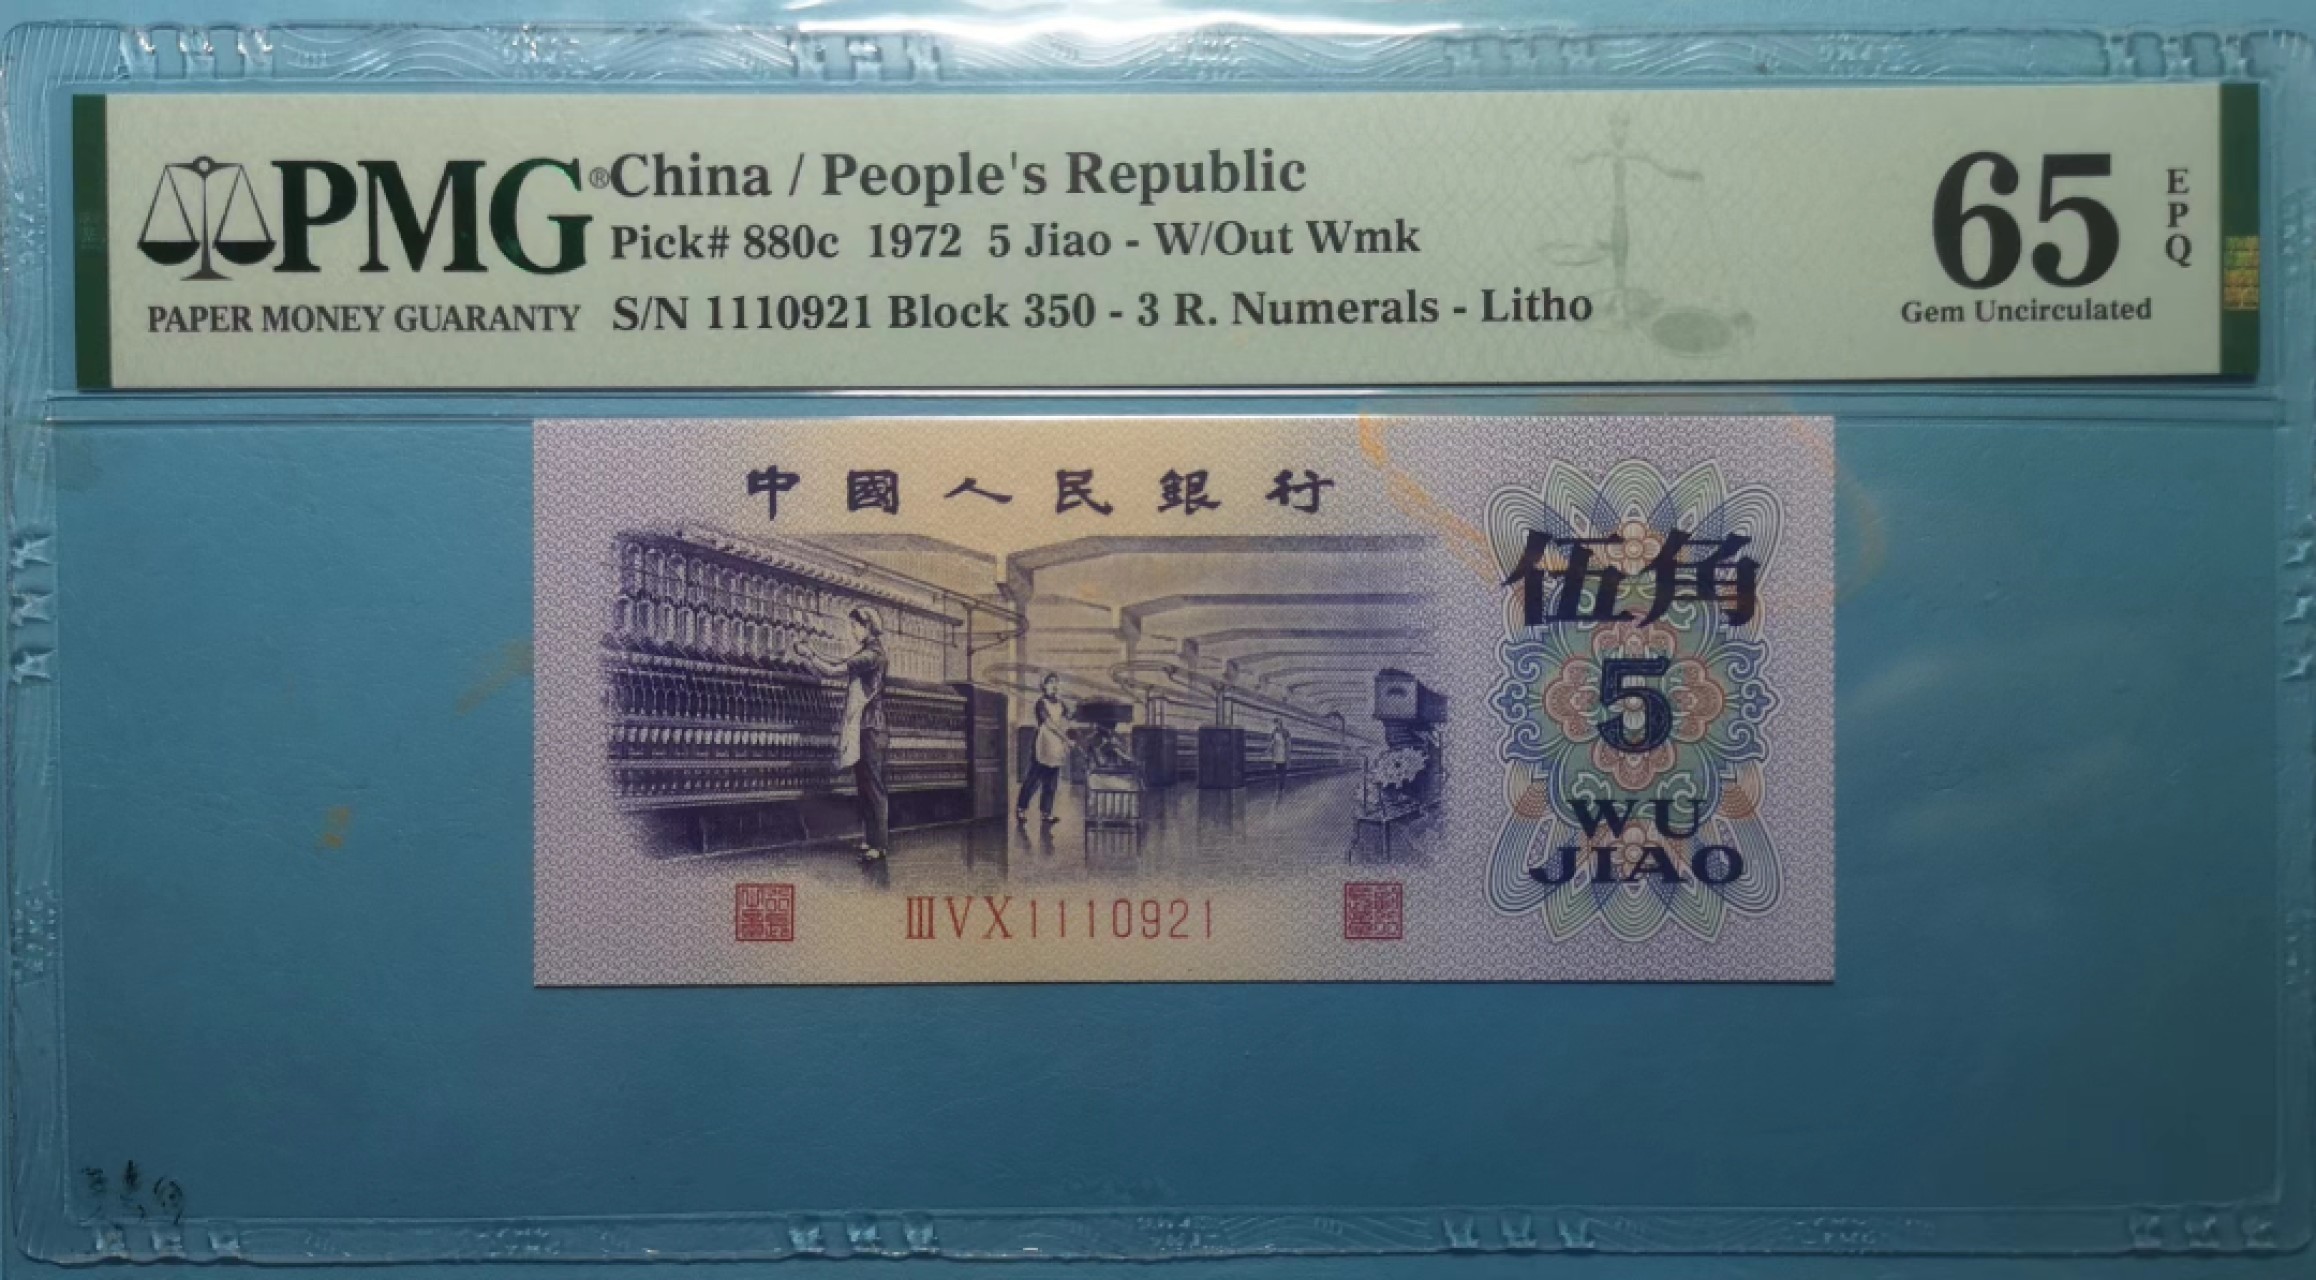 PMG®
PAPER MONEY GUARANTY
China / People's Republic
Pick# 880c 1972 5 Jiao - W/Out Wmk
S/N 1110921 Block 350 - 3 R. Numerals - Litho
65
EPQ
Gem Uncirculated
中國人民銀行
伍角
5
WU
JIAO
ⅢⅤⅩ1110921